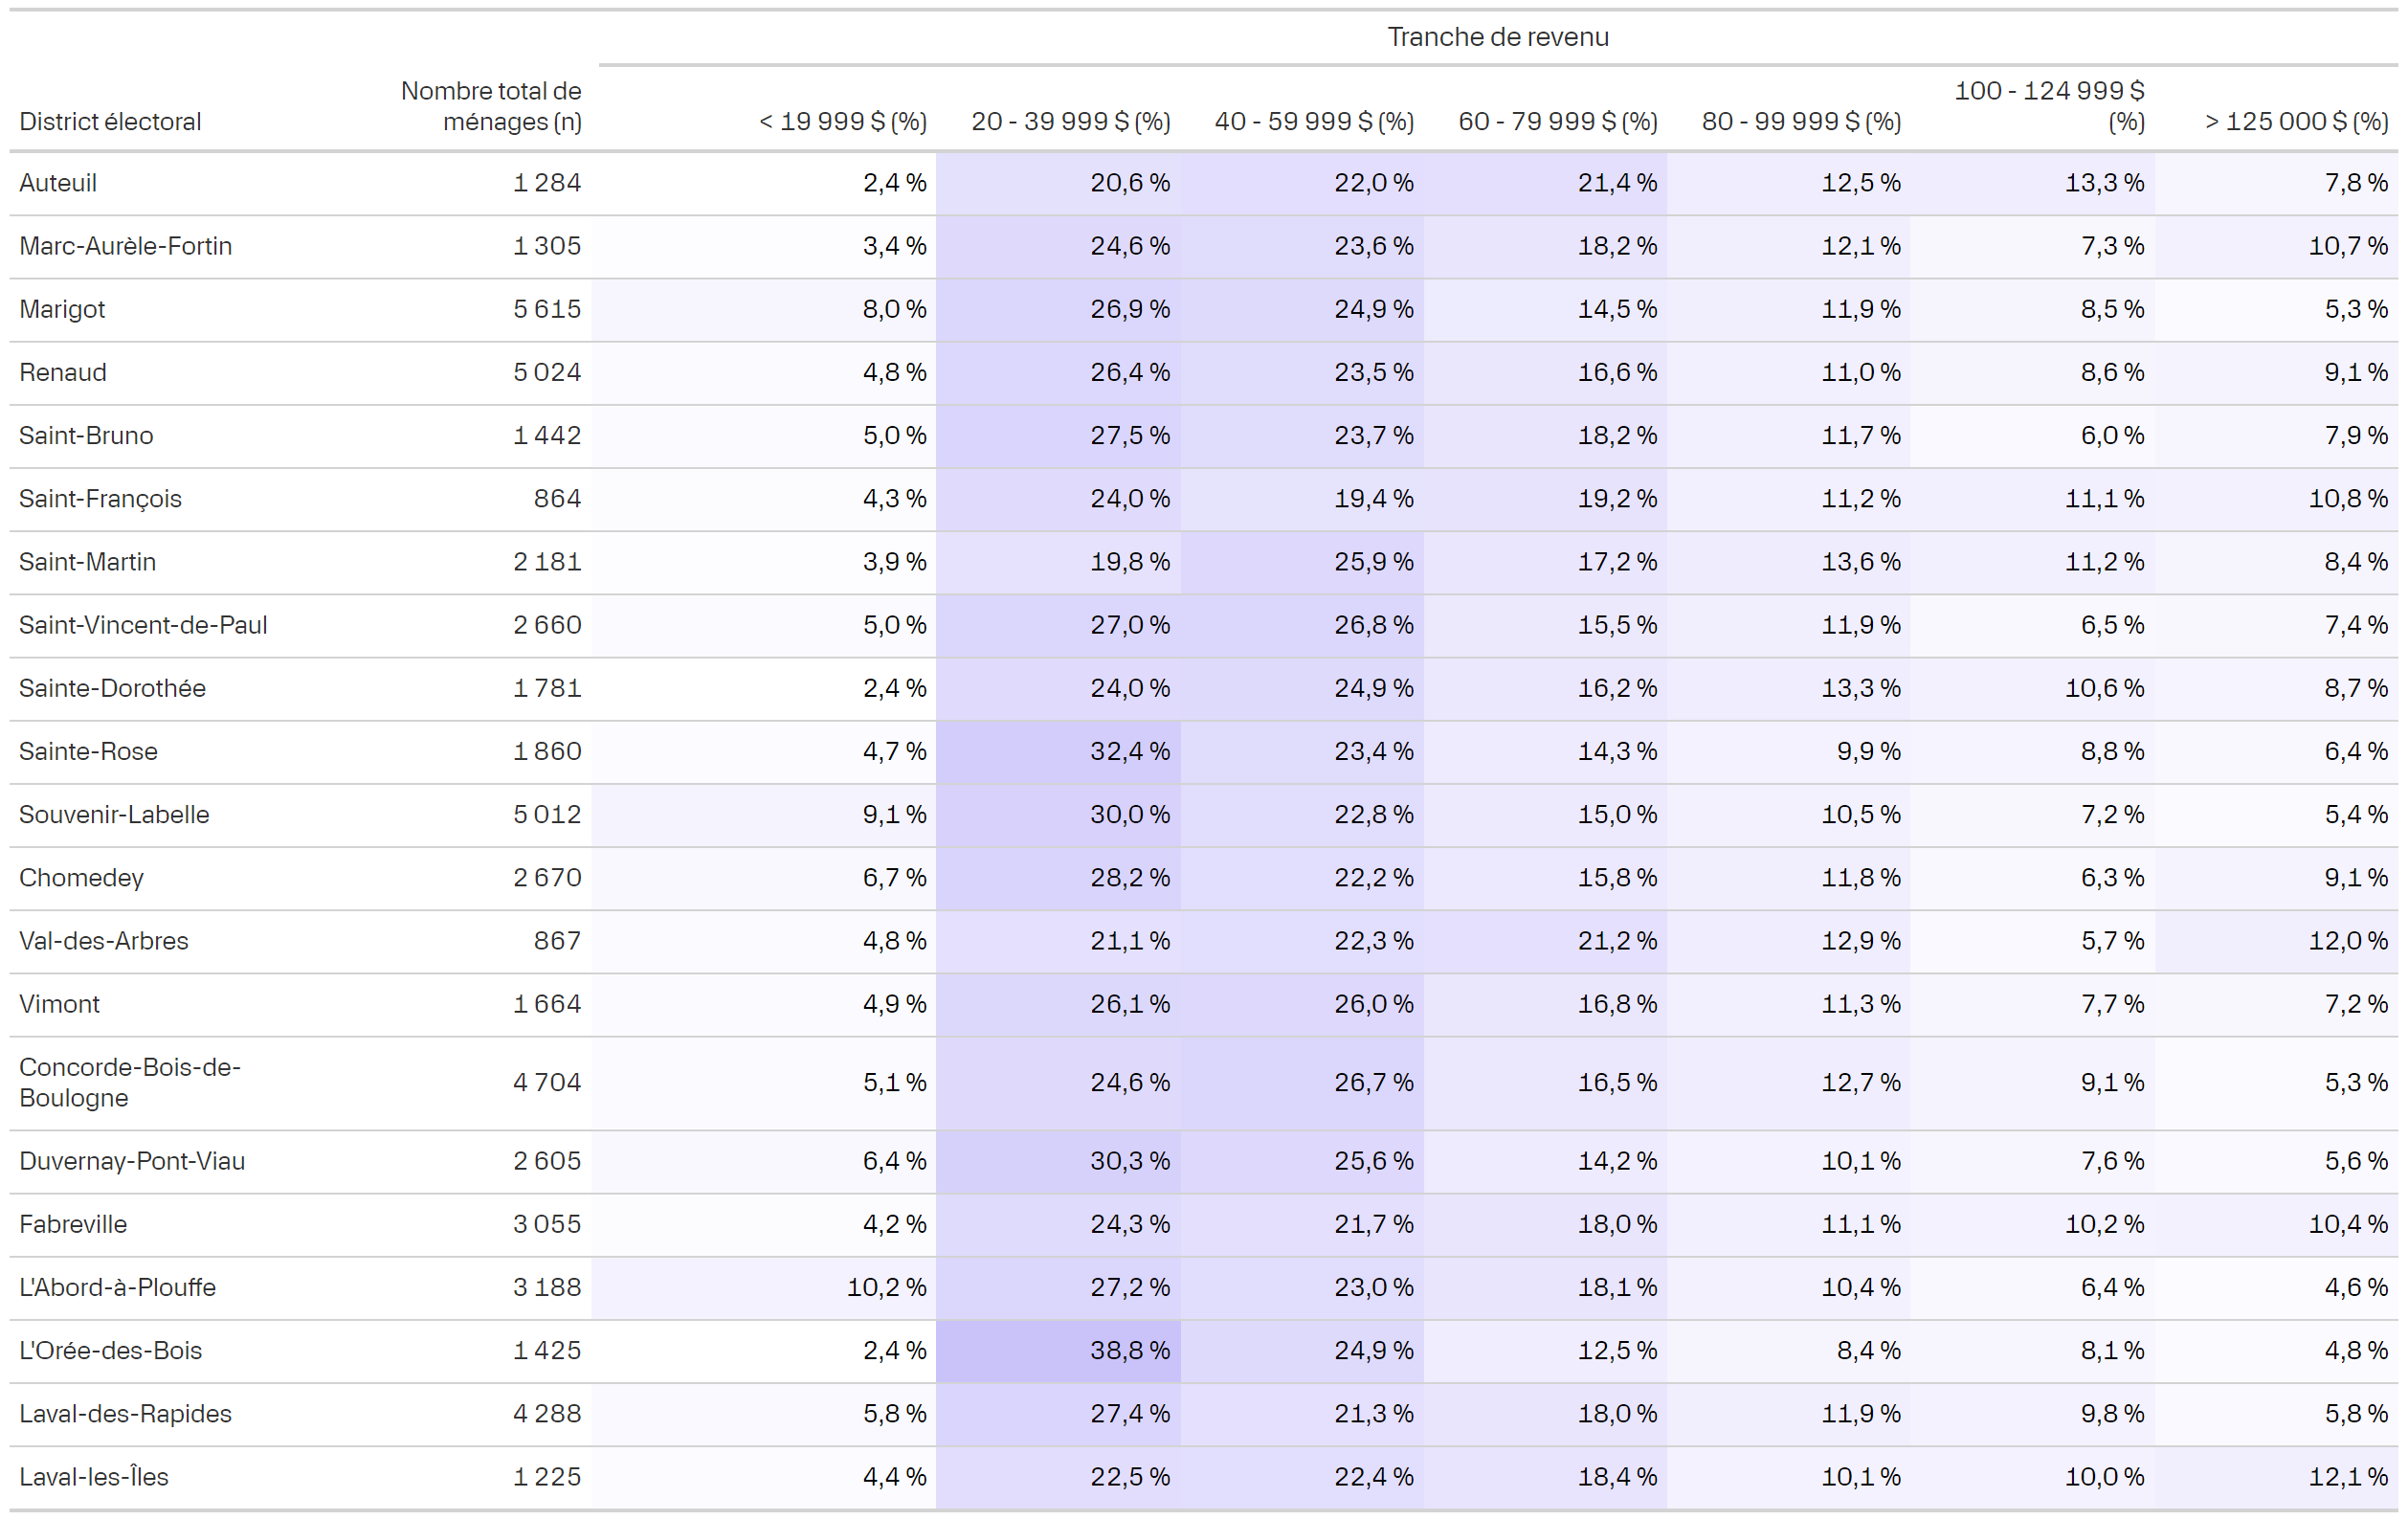 Tranche de revenu
District électoral Nombre total de ménages (n) < 19 999 $ (%) 20 - 39 999 $ (%) 40 - 59 999 $ (%) 60 - 79 999 $ (%) 80 - 99 999 $ (%) 100 - 124 999 $ (%) > 125 000 $ (%)
Auteuil 1 284 2,4 % 20,6 % 22,0 % 21,4 % 12,5 % 13,3 % 7,8 %
Marc-Aurèle-Fortin 1 305 3,4 % 24,6 % 23,6 % 18,2 % 12,1 % 7,3 % 10,7 %
Marigot 5 615 8,0 % 26,9 % 24,9 % 14,5 % 11,9 % 8,5 % 5,3 %
Renaud 5 024 4,8 % 26,4 % 23,5 % 16,6 % 11,0 % 8,6 % 9,1 %
Saint-Bruno 1 442 5,0 % 27,5 % 23,7 % 18,2 % 11,7 % 6,0 % 7,9 %
Saint-François 864 4,3 % 24,0 % 19,4 % 19,2 % 11,2 % 11,1 % 10,8 %
Saint-Martin 2 181 3,9 % 19,8 % 25,9 % 17,2 % 13,6 % 11,2 % 8,4 %
Saint-Vincent-de-Paul 2 660 5,0 % 27,0 % 26,8 % 15,5 % 11,9 % 6,5 % 7,4 %
Sainte-Dorothée 1 781 2,4 % 24,0 % 24,9 % 16,2 % 13,3 % 10,6 % 8,7 %
Sainte-Rose 1 860 4,7 % 32,4 % 23,4 % 14,3 % 9,9 % 8,8 % 6,4 %
Souvenir-Labelle 5 012 9,1 % 30,0 % 22,8 % 15,0 % 10,5 % 7,2 % 5,4 %
Chomedey 2 670 6,7 % 28,2 % 22,2 % 15,8 % 11,8 % 6,3 % 9,1 %
Val-des-Arbres 867 4,8 % 21,1 % 22,3 % 21,2 % 12,9 % 5,7 % 12,0 %
Vimont 1 664 4,9 % 26,1 % 26,0 % 16,8 % 11,3 % 7,7 % 7,2 %
Concorde-Bois-de-
Boulogne 4 704 5,1 % 24,6 % 26,7 % 16,5 % 12,7 % 9,1 % 5,3 %
Duvernay-Pont-Viau 2 605 6,4 % 30,3 % 25,6 % 14,2 % 10,1 % 7,6 % 5,6 %
Fabreville 3 055 4,2 % 24,3 % 21,7 % 18,0 % 11,1 % 10,2 % 10,4 %
L'Abord-à-Plouffe 3 188 10,2 % 27,2 % 23,0 % 18,1 % 10,4 % 6,4 % 4,6 %
L'Orée-des-Bois 1 425 2,4 % 38,8 % 24,9 % 12,5 % 8,4 % 8,1 % 4,8 %
Laval-des-Rapides 4 288 5,8 % 27,4 % 21,3 % 18,0 % 11,9 % 9,8 % 5,8 %
Laval-les-Îles 1 225 4,4 % 22,5 % 22,4 % 18,4 % 10,1 % 10,0 % 12,1 %